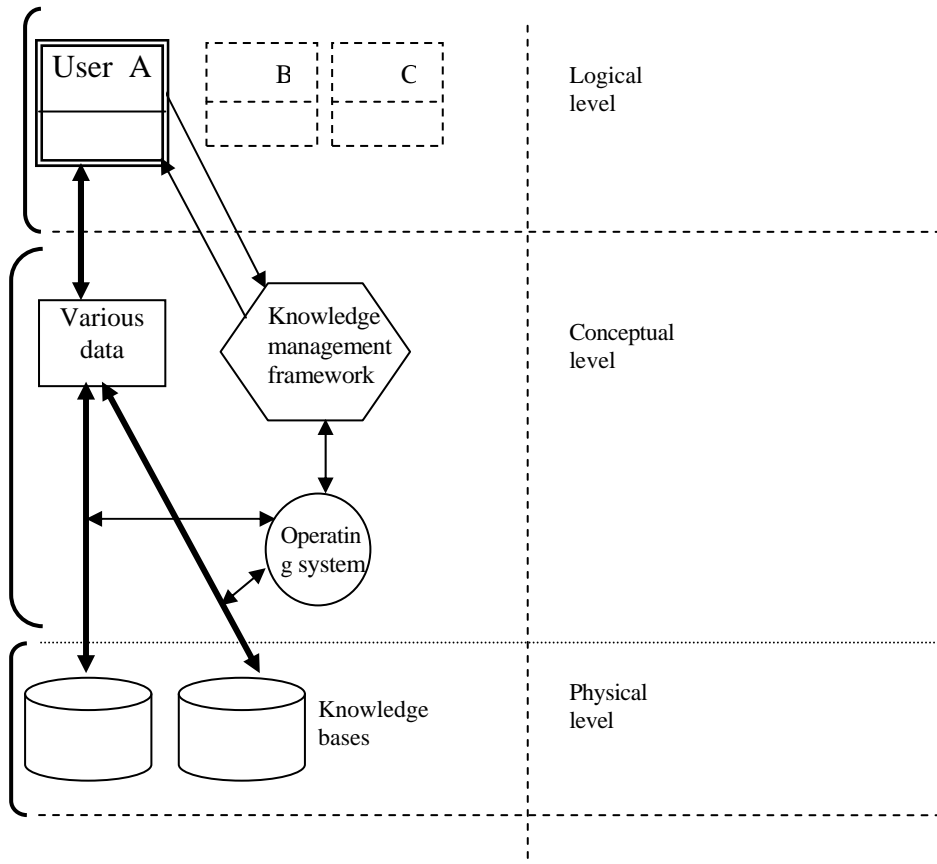 User A
B
C
Logical
level
Various
data
Knowledge
management
framework
Conceptual
level
Operatin
g system
Knowledge
bases
Physical
level